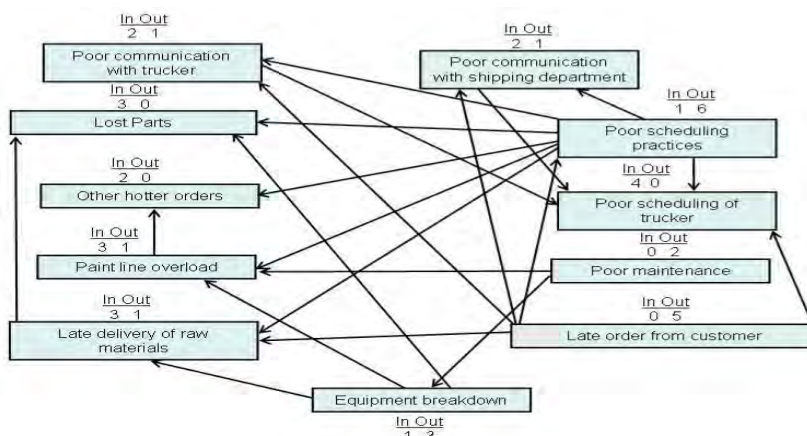 In Out
2 1
Poor communication
with trucker
In Out
3 0
Lost Parts
In Out
2 0
Other hotter orders
In Out
3 1
Paint line overload
In Out
3 1
Late delivery of raw
materials
In Out
2 1
Poor communication
with shipping department
In Out
1 6
Poor scheduling
practices
In Out
4 0
Poor scheduling of
trucker
In Out
0 2
Poor maintenance
In Out
0 5
Late order from customer
Equipment breakdown
In Out
1 3